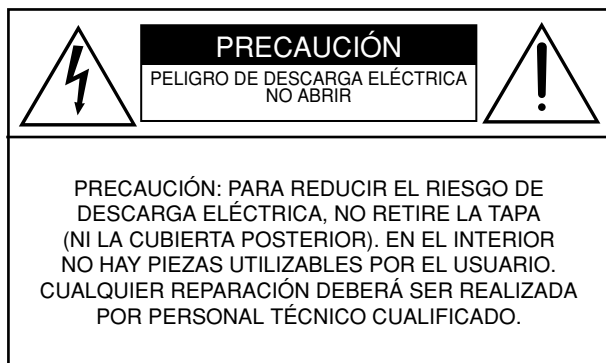 PRECAUCIÓN
PELIGRO DE DESCARGA ELÉCTRICA
NO ABRIR
PRECAUCIÓN: PARA REDUCIR EL RIESGO DE
DESCARGA ELÉCTRICA, NO RETIRE LA TAPA
(NI LA CUBIERTA POSTERIOR). EN EL INTERIOR
NO HAY PIEZAS UTILIZABLES POR EL USUARIO.
CUALQUIER REPARACIÓN DEBERÁ SER REALIZADA
POR PERSONAL TÉCNICO CUALIFICADO.